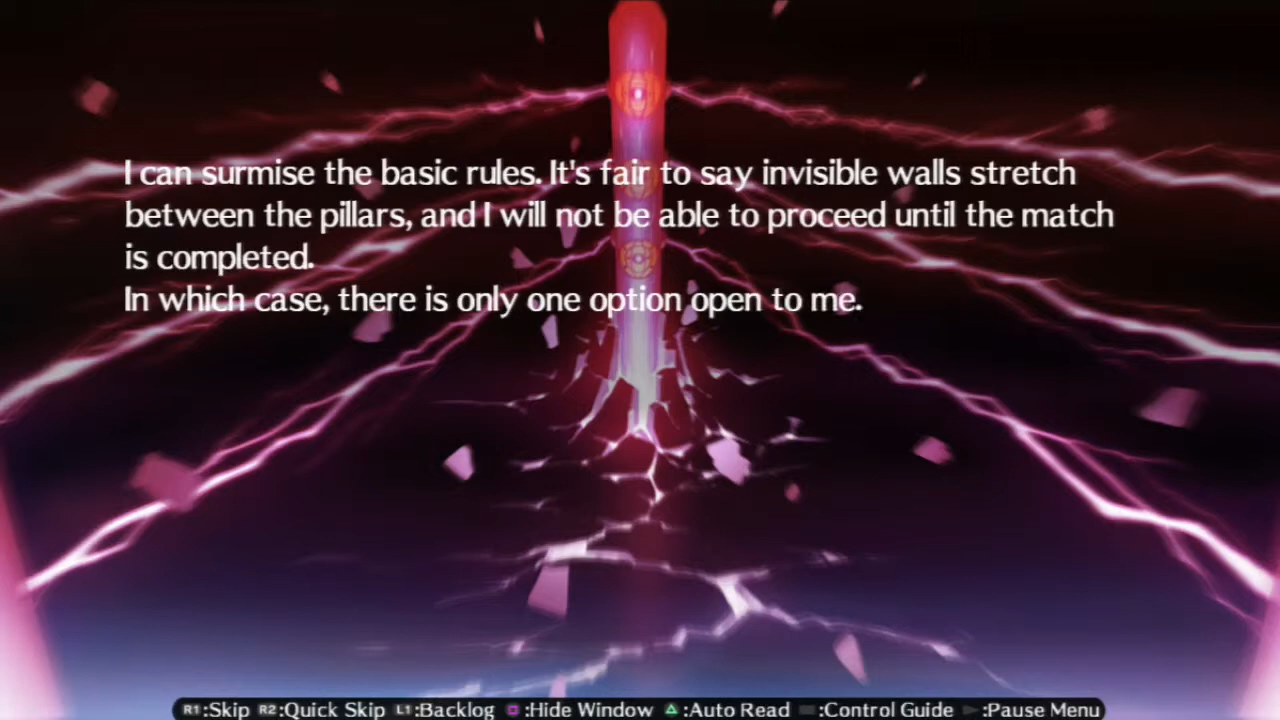 I can surmise the basic rules. It's fair to say invisible walls stretch
between the pillars, and I will not be able to proceed until the match
is completed.
In which case, there is only one option open to me.
R1:Skip R2:Quick Skip L1:Backlog :Hide Window :Auto Read :Control Guide :Pause Menu